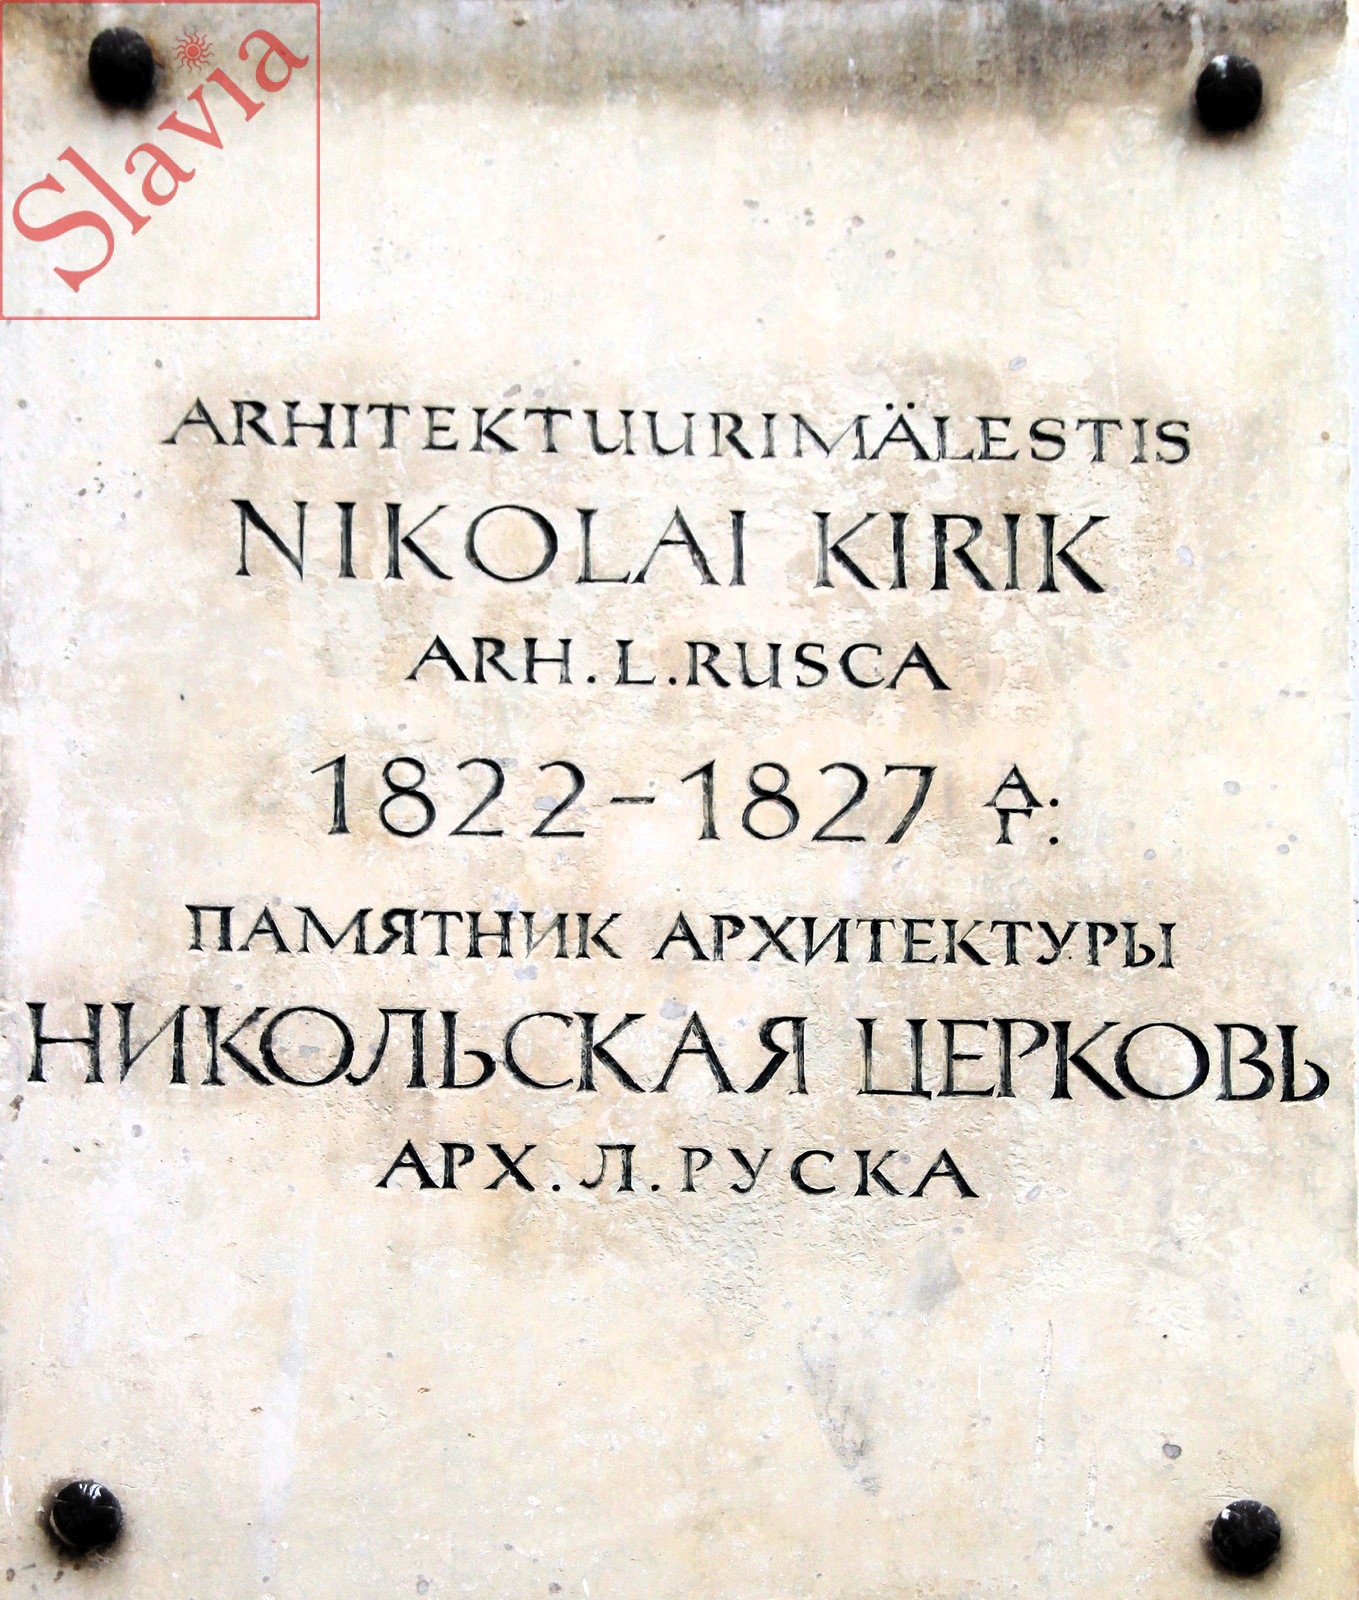 Slavia
ARHITEKTUURIMÄLESTIS
NIKOLAI KIRIK
ARH. L. RUSCA
1822-1827 А. Г.
ПАМЯТНИК АРХИТЕКТУРЫ
НИКОЛЬСКАЯ ЦЕРКОВЬ
АРХ. Л. РУСКА